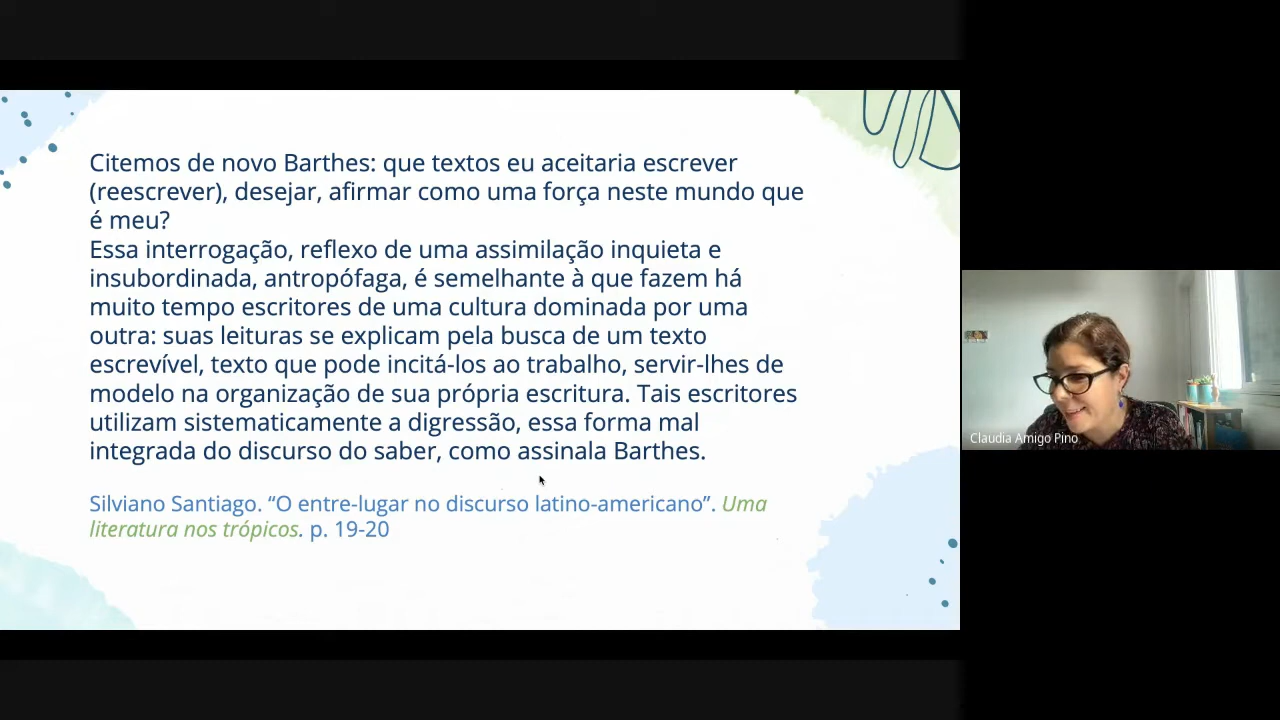 Citemos de novo Barthes: que textos eu aceitaria escrever
(reescrever), desejar, afirmar como uma força neste mundo que
é meu?
Essa interrogação, reflexo de uma assimilação inquieta e
insubordinada, antropófaga, é semelhante à que fazem há
muito tempo escritores de uma cultura dominada por uma
outra: suas leituras se explicam pela busca de um texto
escrevível, texto que pode incitá-los ao trabalho, servir-lhes de
modelo na organização de sua própria escritura. Tais escritores
utilizam sistematicamente a digressão, essa forma mal
integrada do discurso do saber, como assinala Barthes.
Silviano Santiago. “O entre-lugar no discurso latino-americano”. Uma
literatura nos trópicos. p. 19-20
Claudia Amigo Pino